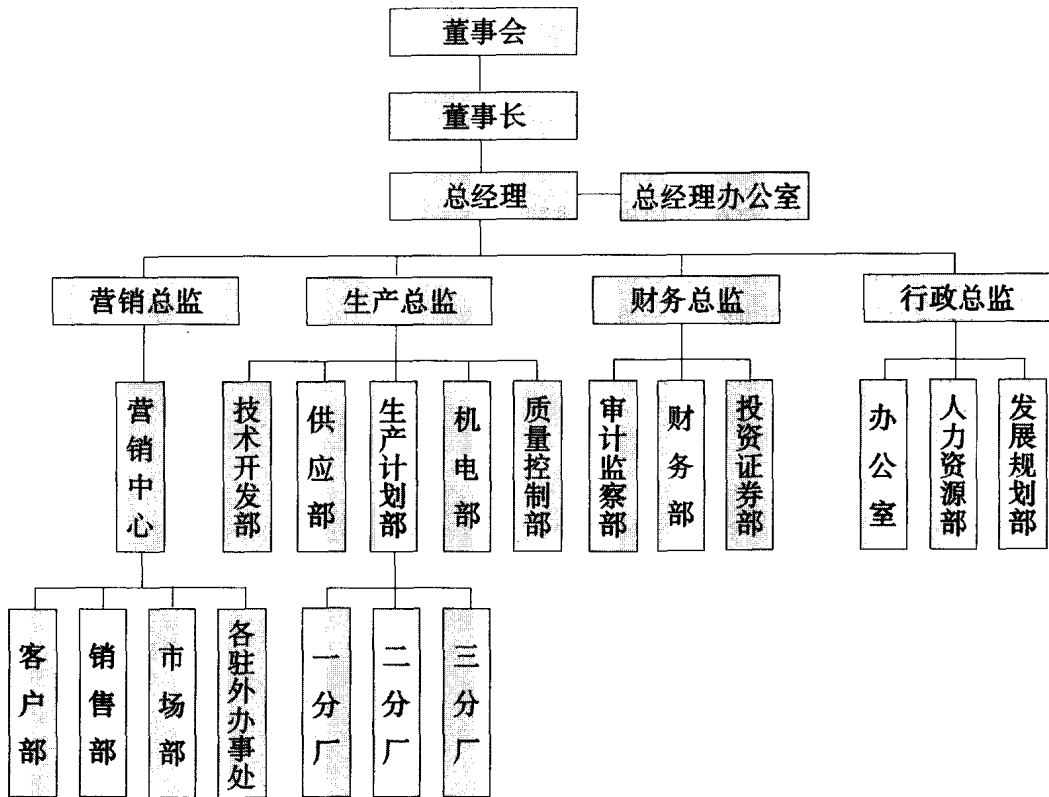 董事会
董事长
总经理
总经理办公室
营销总监
生产总监
财务总监
行政总监
营销中心
技术开发部
供应部
生产计划部
机电部
质量控制部
审计监察部
财务部
投资证券部
办公室
人力资源部
发展规划部
客户部
销售部
市场部
各驻外办事处
一分厂
二分厂
三分厂